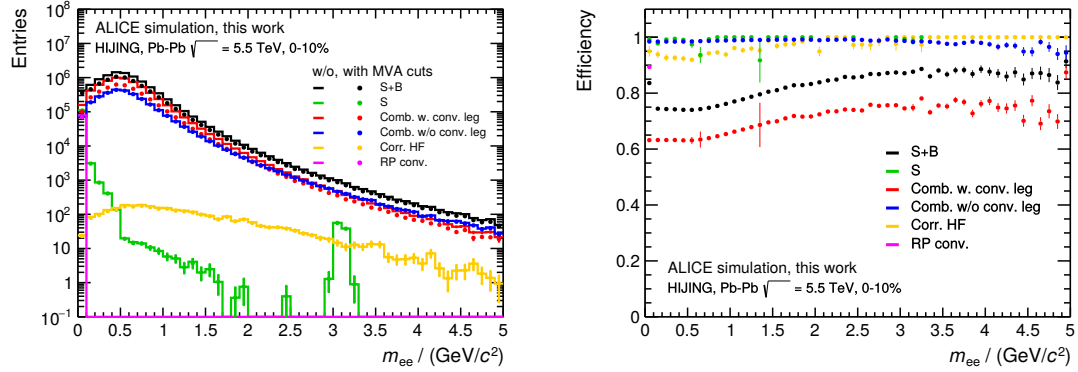 Entries
10⁸
10⁷
10⁶
10⁵
10⁴
10³
10²
10
1
10⁻¹
ALICE simulation, this work
HIJING, Pb-Pb √ = 5.5 TeV, 0-10%
w/o, with MVA cuts
S+B
S
Comb. w. conv. leg
Comb. w/o conv. leg
Corr. HF
RP conv.
0 0.5 1 1.5 2 2.5 3 3.5 4 4.5 5
m_ee / (GeV/c²)
Efficiency
1
0.8
0.6
0.4
0.2
0
S+B
S
Comb. w. conv. leg
Comb. w/o conv. leg
Corr. HF
RP conv.
ALICE simulation, this work
HIJING, Pb-Pb √ = 5.5 TeV, 0-10%
0 0.5 1 1.5 2 2.5 3 3.5 4 4.5 5
m_ee / (GeV/c²)